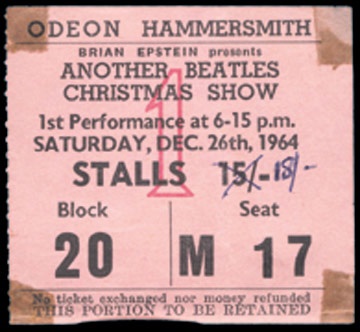 ODEON HAMMERSMITH
BRIAN EPSTEIN presents
ANOTHER BEATLES
CHRISTMAS SHOW
1
1st Performance at 6-15 p.m.
SATURDAY, DEC. 26th, 1964
STALLS 15/- 18/-
Block Seat
20 M 17
No ticket exchanged nor money refunded
THIS PORTION TO BE RETAINED